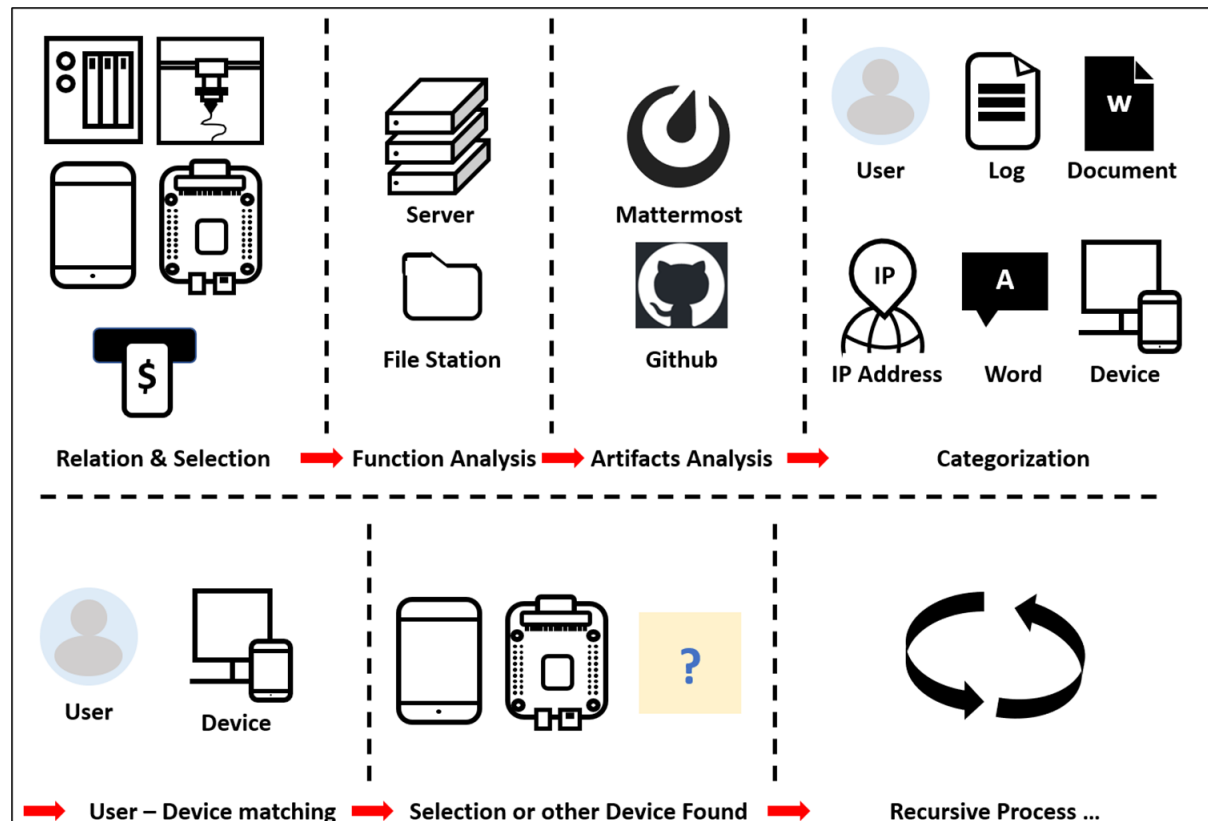 $
Server
File Station
Mattermost
Github
W
User
Log
Document
IP
A
IP Address
Word
Device
Relation & Selection
Function Analysis
Artifacts Analysis
Categorization
User
Device
?
User – Device matching
Selection or other Device Found
Recursive Process ...